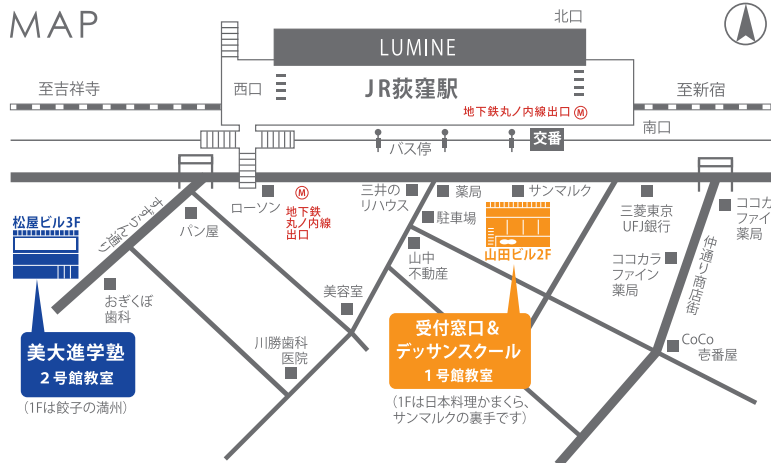 MAP
北口
LUMINE
西口
JR荻窪駅
至吉祥寺
至新宿
地下鉄丸ノ内線出口 M
南口
交番
バス停
すずらん通り
パン屋
ローソン
M
地下鉄
丸ノ内線
出口
三井の
リハウス
薬局
駐車場
サンマルク
山中
不動産
三菱東京
UFJ銀行
ココカラ
ファイン
薬局
ココカ
ファイ
薬局
仲通り商店街
CoCo
壱番屋
松屋ビル3F
山田ビル2F
おぎくぼ
歯科
美容室
川勝歯科
医院
美大進学塾
2号館教室
(1Fは餃子の満州)
受付窓口&
デッサンスクール
1号館教室
(1Fは日本料理かまくら、
サンマルクの裏手です)